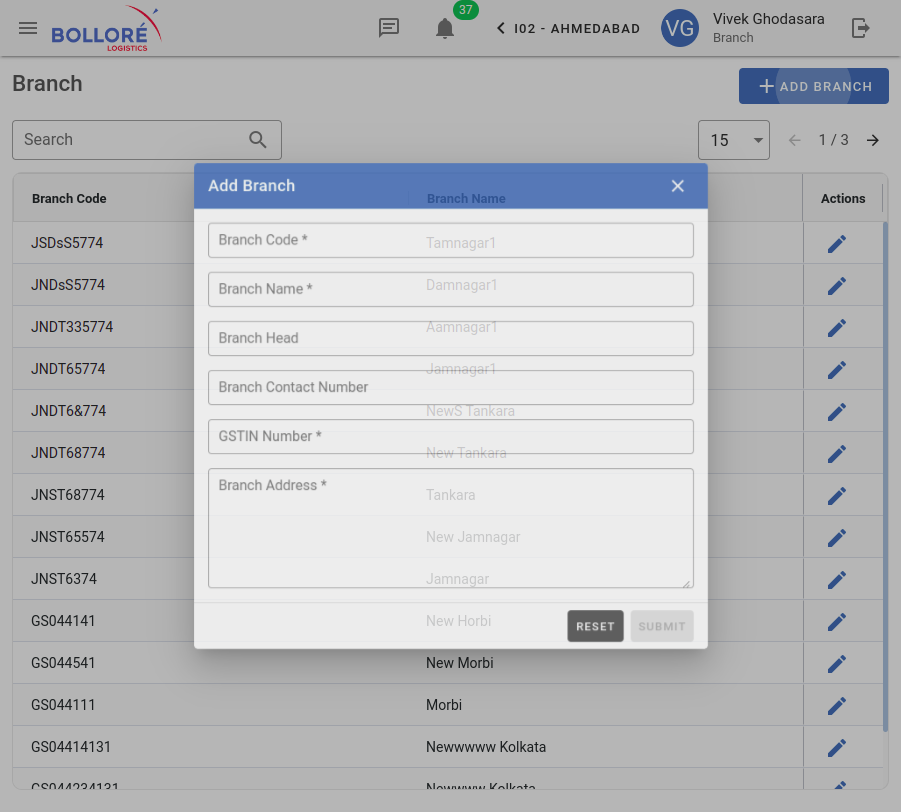 BOLLORÉ
LOGISTICS
37
I02 - AHMEDABAD
VG
Vivek Ghodasara
Branch
Branch
ADD BRANCH
Search
15
1 / 3
Branch Code
Branch Name
Actions
Add Branch
JSDsS5774
Tamnagar1
Branch Code *
JNDsS5774
Damnagar1
Branch Name *
JNDT335774
Aamnagar1
Branch Head
JNDT65774
Jamnagar1
Branch Contact Number
JNDT6&774
NewS Tankara
GSTIN Number *
JNDT68774
New Tankara
Branch Address *
JNST68774
Tankara
JNST65574
New Jamnagar
JNST6374
Jamnagar
GS044141
New Horbi
RESET
SUBMIT
GS044541
New Morbi
GS044111
Morbi
GS04414131
Newwwww Kolkata
GS044234131
Newwwww Kolkata